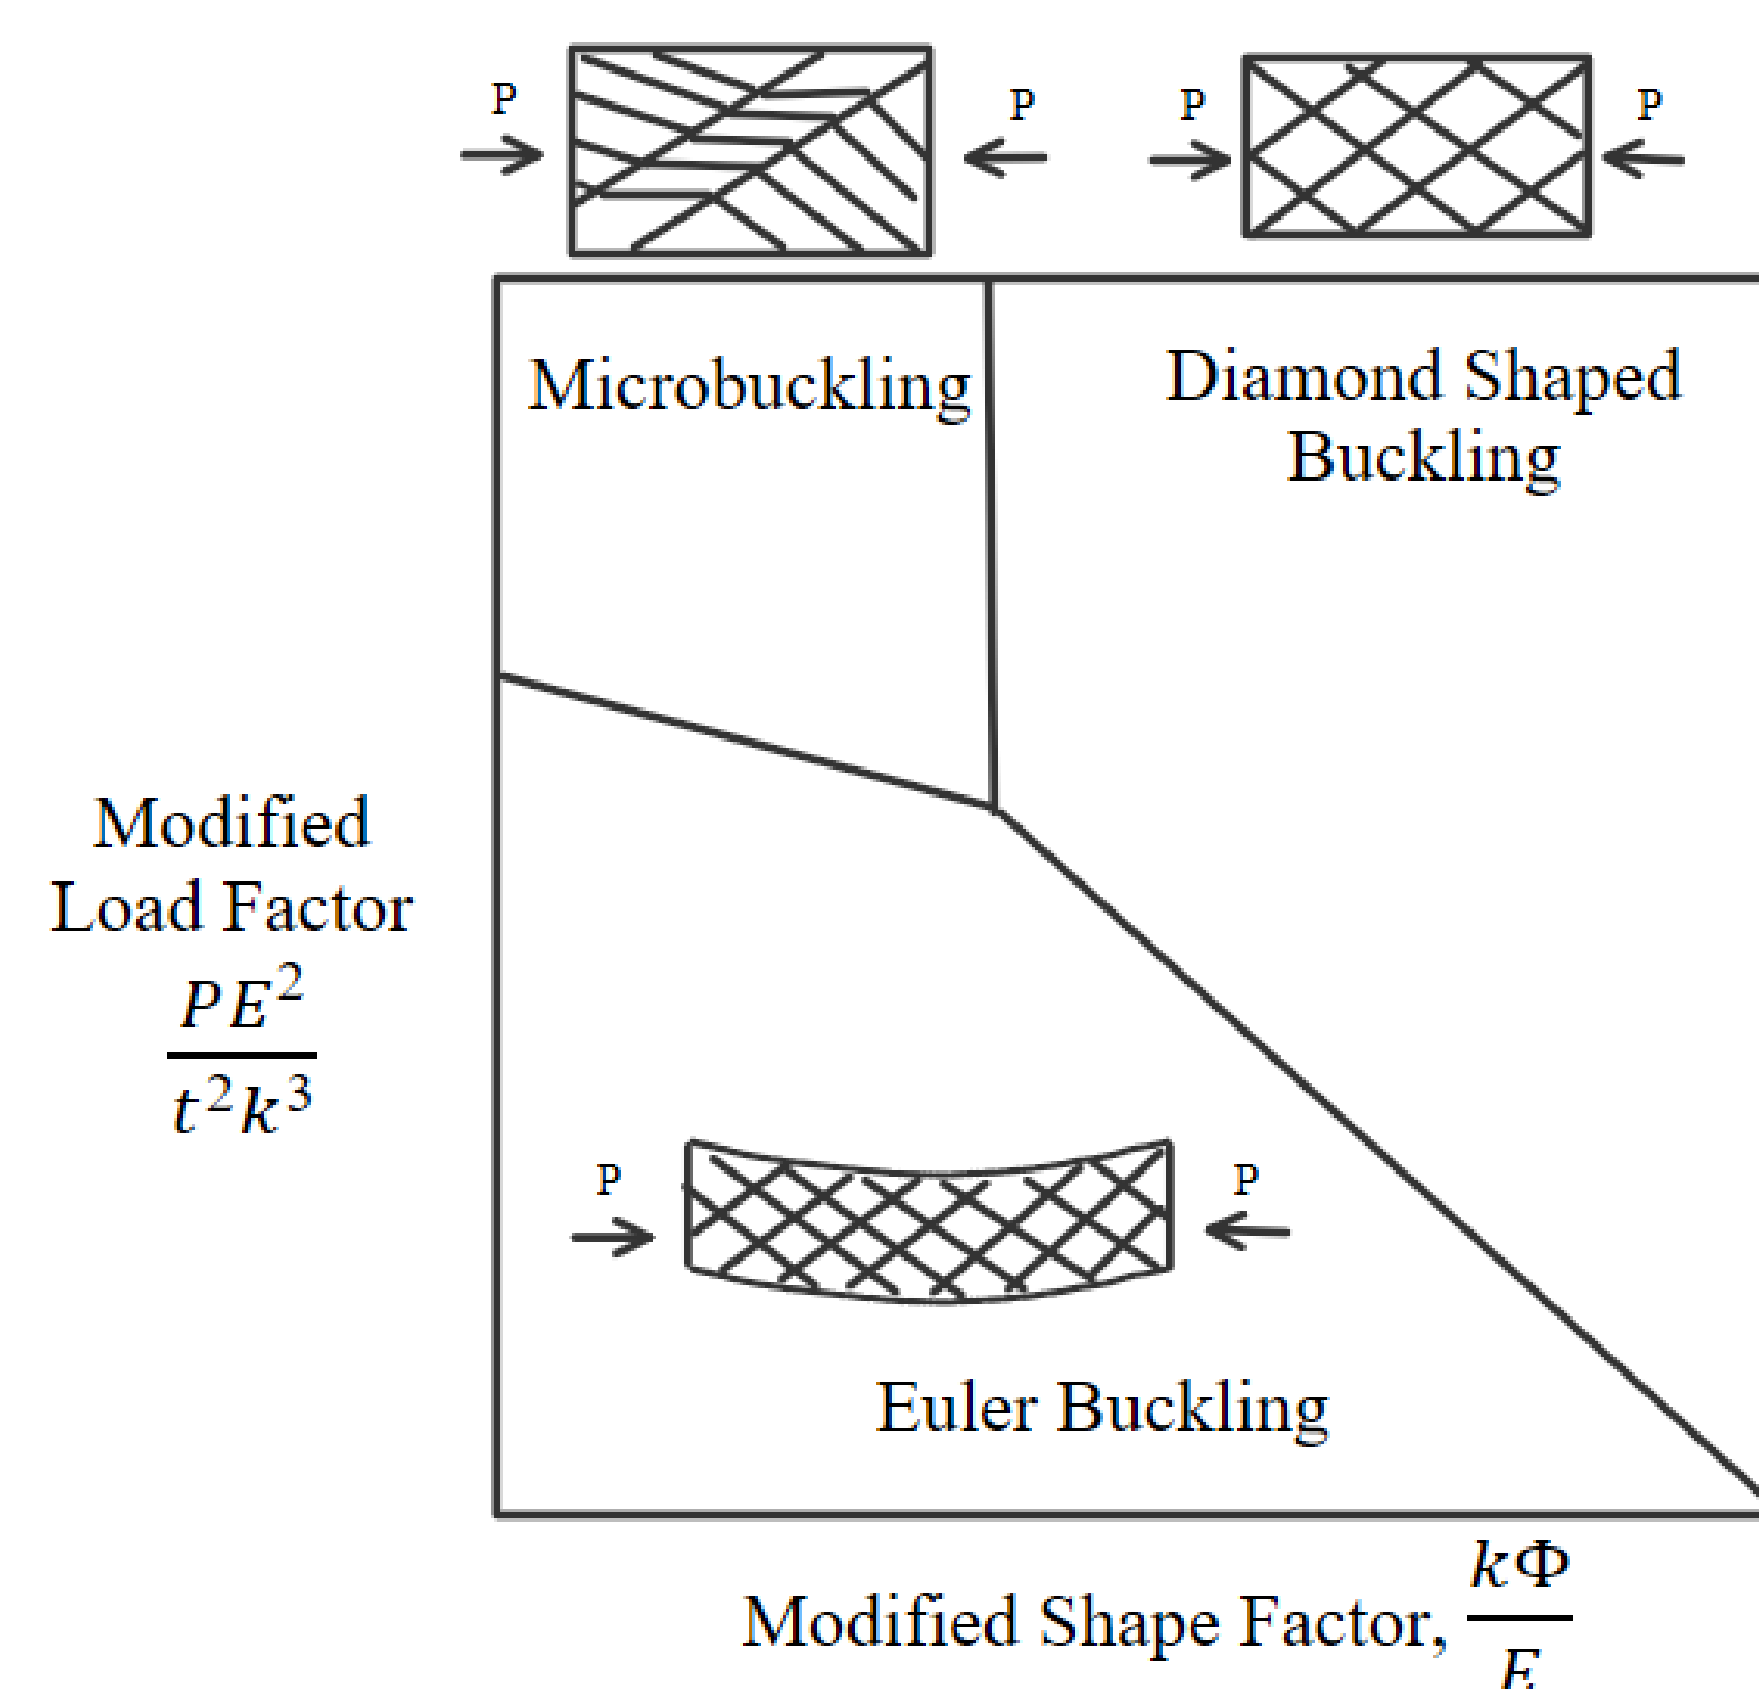 P
P
P
P
Microbuckling
Diamond Shaped
Buckling
Modified
Load Factor
PE²
t²k³
P
P
Euler Buckling
Modified Shape Factor, kΦ
E